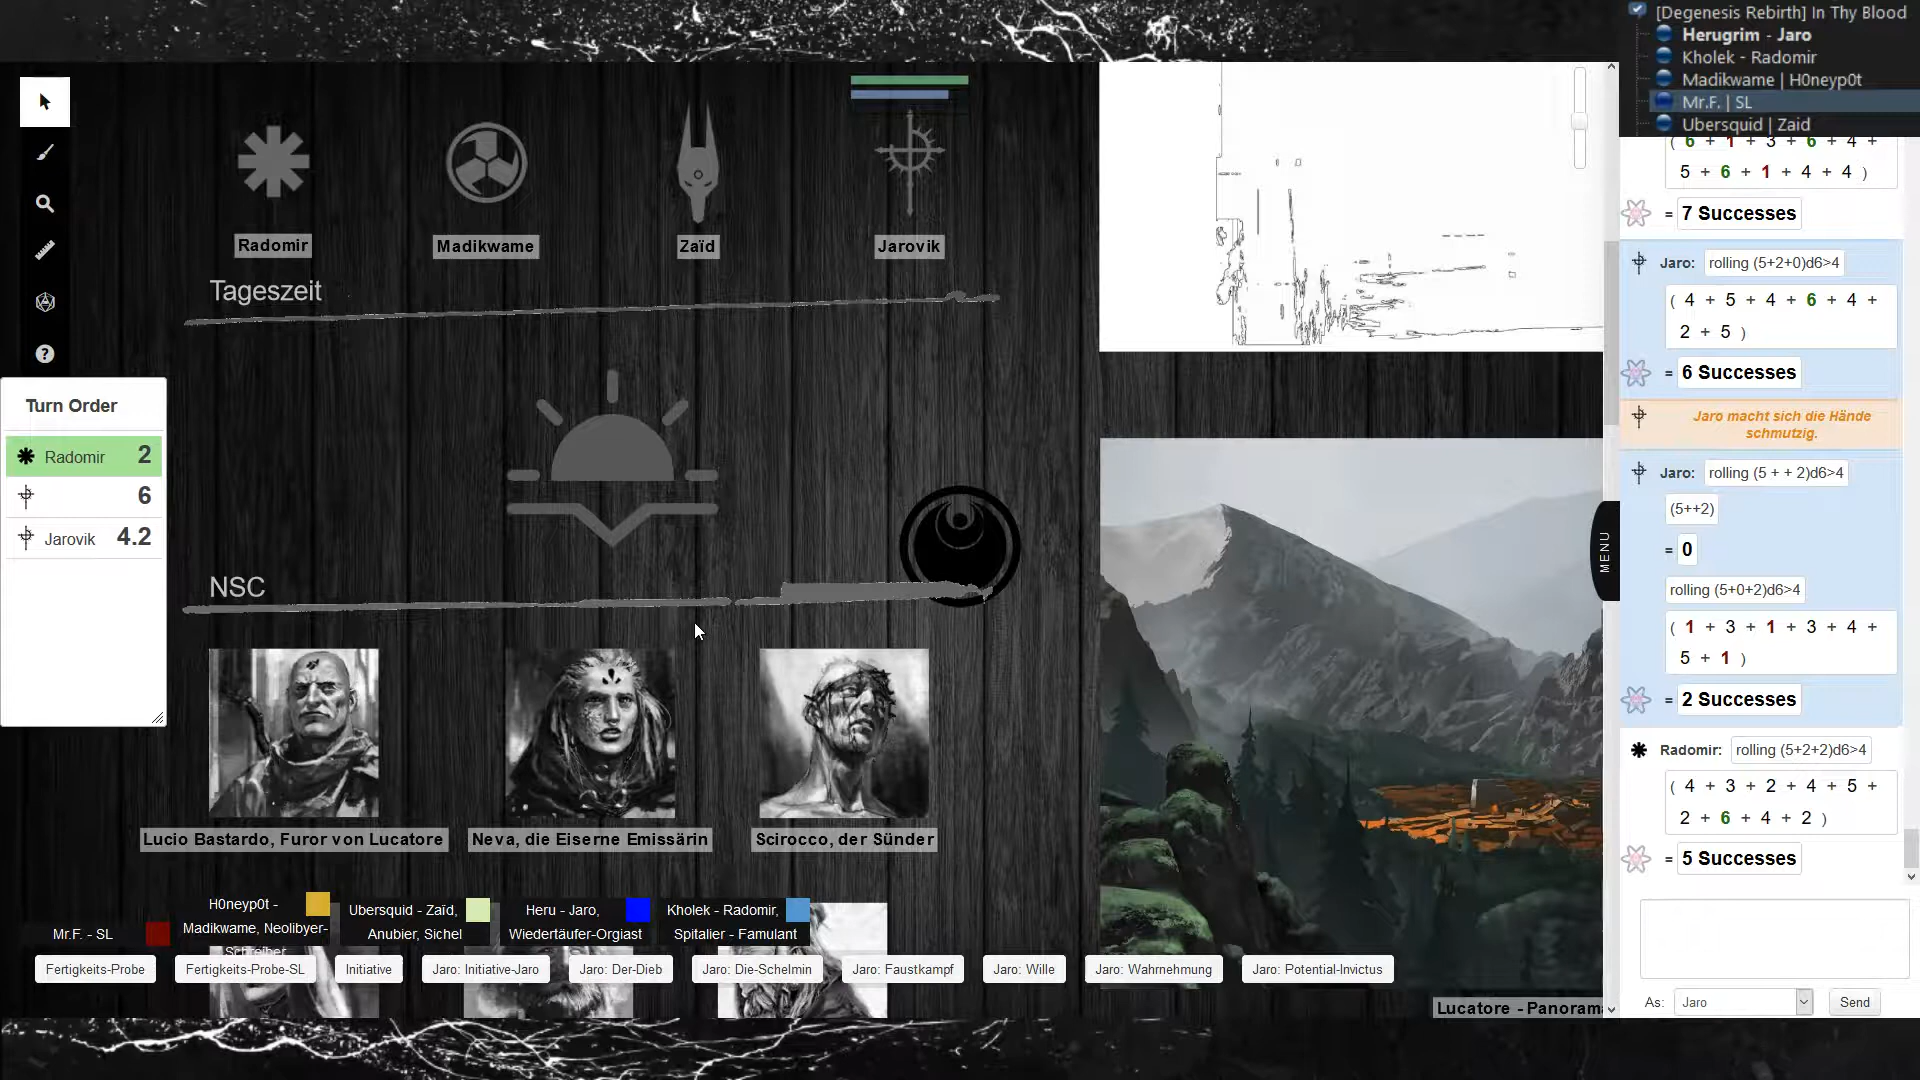 [Degenesis Rebirth] In Thy Blood
Herugrim - Jaro
Kholek - Radomir
Madikwame | H0neyp0t
Mr.F. | SL
Ubersquid | Zaid
Radomir
Madikwame
Zaïd
Jarovik
Tageszeit
Turn Order
Radomir 2
6
Jarovik 4.2
NSC
Lucio Bastardo, Furor von Lucatore
Neva, die Eiserne Emissärin
Scirocco, der Sünder
Mr.F. - SL
H0neyp0t -
Madikwame, Neolibyer-
Schreiber
Ubersquid - Zaïd,
Anubier, Sichel
Heru - Jaro,
Wiedertäufer-Orgiast
Kholek - Radomir,
Spitalier - Famulant
Fertigkeits-Probe
Fertigkeits-Probe-SL
Initiative
Jaro: Initiative-Jaro
Jaro: Der-Dieb
Jaro: Die-Schelmin
Jaro: Faustkampf
Jaro: Wille
Jaro: Wahrnehmung
Jaro: Potential-Invictus
Lucatore - Panoram
MENU
( 6 + 1 + 3 + 6 + 4 +
5 + 6 + 1 + 4 + 4 )
= 7 Successes
Jaro: rolling (5+2+0)d6>4
( 4 + 5 + 4 + 6 + 4 +
2 + 5 )
= 6 Successes
Jaro macht sich die Hände
schmutzig.
Jaro: rolling (5 + + 2)d6>4
(5++2)
= 0
rolling (5+0+2)d6>4
( 1 + 3 + 1 + 3 + 4 +
5 + 1 )
= 2 Successes
Radomir: rolling (5+2+2)d6>4
( 4 + 3 + 2 + 4 + 5 +
2 + 6 + 4 + 2 )
= 5 Successes
As: Jaro Send